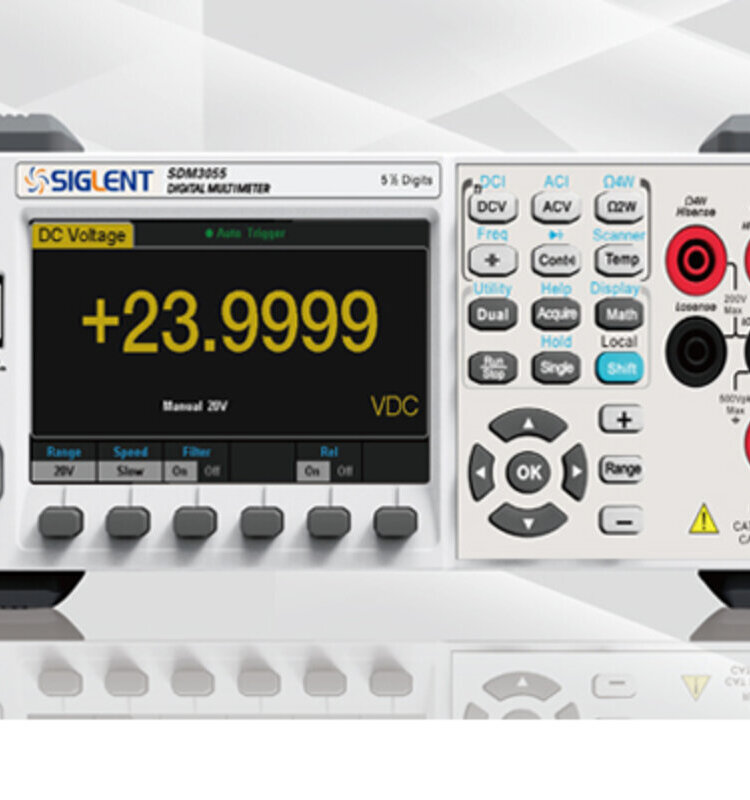 SIGLENT SDM3055
DIGITAL MULTIMETER
5 ½ Digits
DC Voltage
Auto Trigger
+23.9999
Manual 20V
VDC
Range Speed Filter Rel
20V Slow On Off On Off
DCI ACI Ω4W
DCV ACV Ω2W
Freq Scanner
Cont Temp
Utility Help Display
Dual Acquire Math
Hold Local
Run Stop Single Shift
+
OK Range
−
Ω4W
HIsense
200V
Max
LOsense
500Vpk
Max